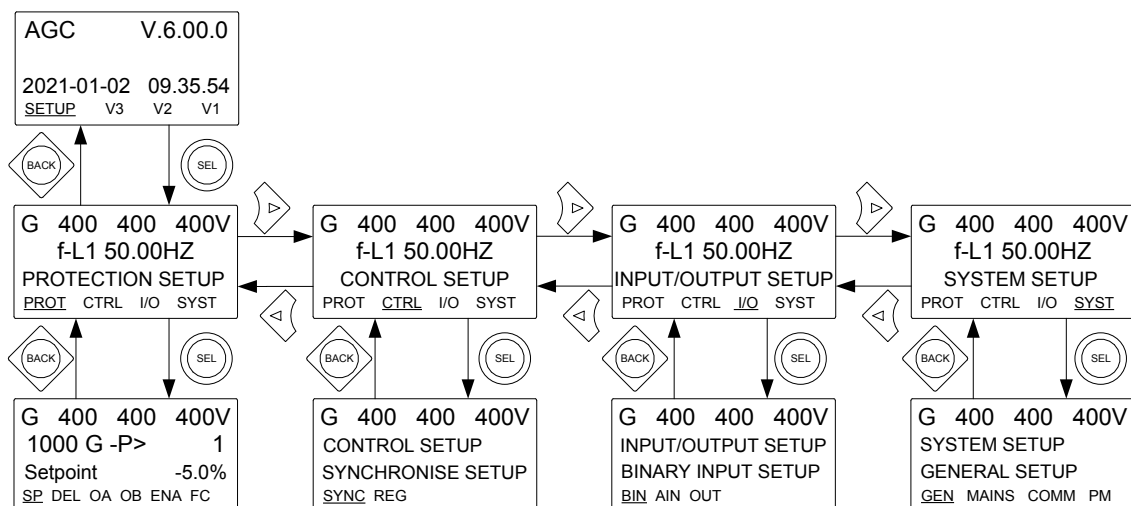 AGC V.6.00.0
2021-01-02 09.35.54
SETUP V3 V2 V1
BACK
SEL
G 400 400 400V
f-L1 50.00HZ
PROTECTION SETUP
PROT CTRL I/O SYST
G 400 400 400V
f-L1 50.00HZ
CONTROL SETUP
PROT CTRL I/O SYST
G 400 400 400V
f-L1 50.00HZ
INPUT/OUTPUT SETUP
PROT CTRL I/O SYST
G 400 400 400V
f-L1 50.00HZ
SYSTEM SETUP
PROT CTRL I/O SYST
BACK
SEL
BACK
SEL
BACK
SEL
BACK
SEL
G 400 400 400V
1000 G -P> 1
Setpoint -5.0%
SP DEL OA OB ENA FC
G 400 400 400V
CONTROL SETUP
SYNCHRONISE SETUP
SYNC REG
G 400 400 400V
INPUT/OUTPUT SETUP
BINARY INPUT SETUP
BIN AIN OUT
G 400 400 400V
SYSTEM SETUP
GENERAL SETUP
GEN MAINS COMM PM